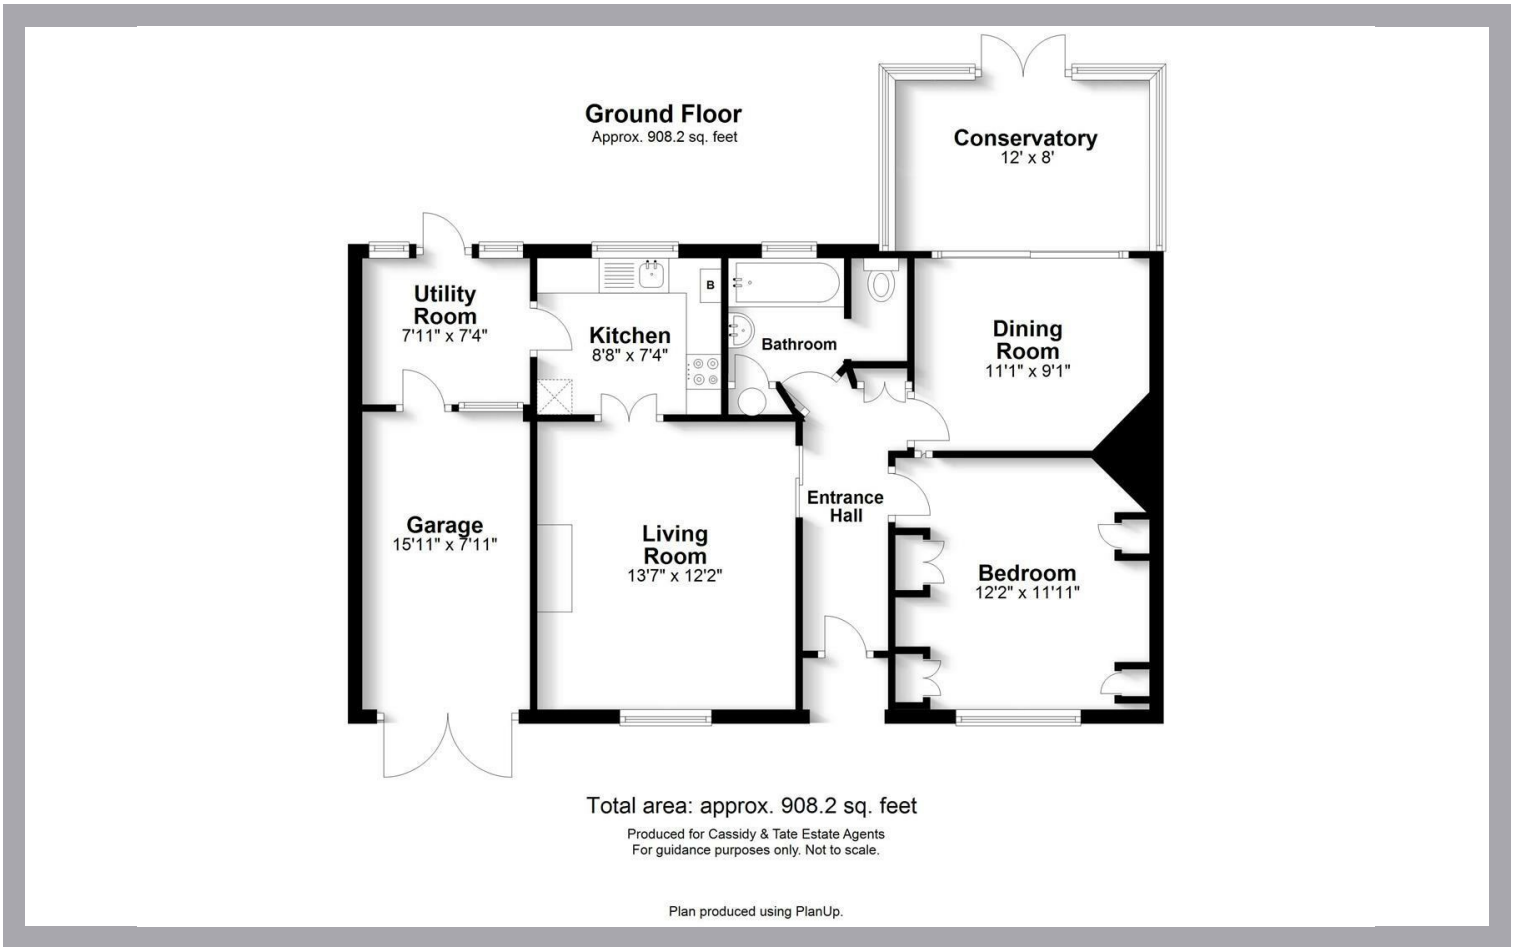 Ground Floor
Approx. 908.2 sq. feet
Conservatory
12' x 8'
Utility
Room
7'11" x 7'4"
Kitchen
8'8" x 7'4"
B
Bathroom
Dining
Room
11'1" x 9'1"
Garage
15'11" x 7'11"
Living
Room
13'7" x 12'2"
Entrance
Hall
Bedroom
12'2" x 11'11"
Total area: approx. 908.2 sq. feet
Produced for Cassidy & Tate Estate Agents
For guidance purposes only. Not to scale.
Plan produced using PlanUp.